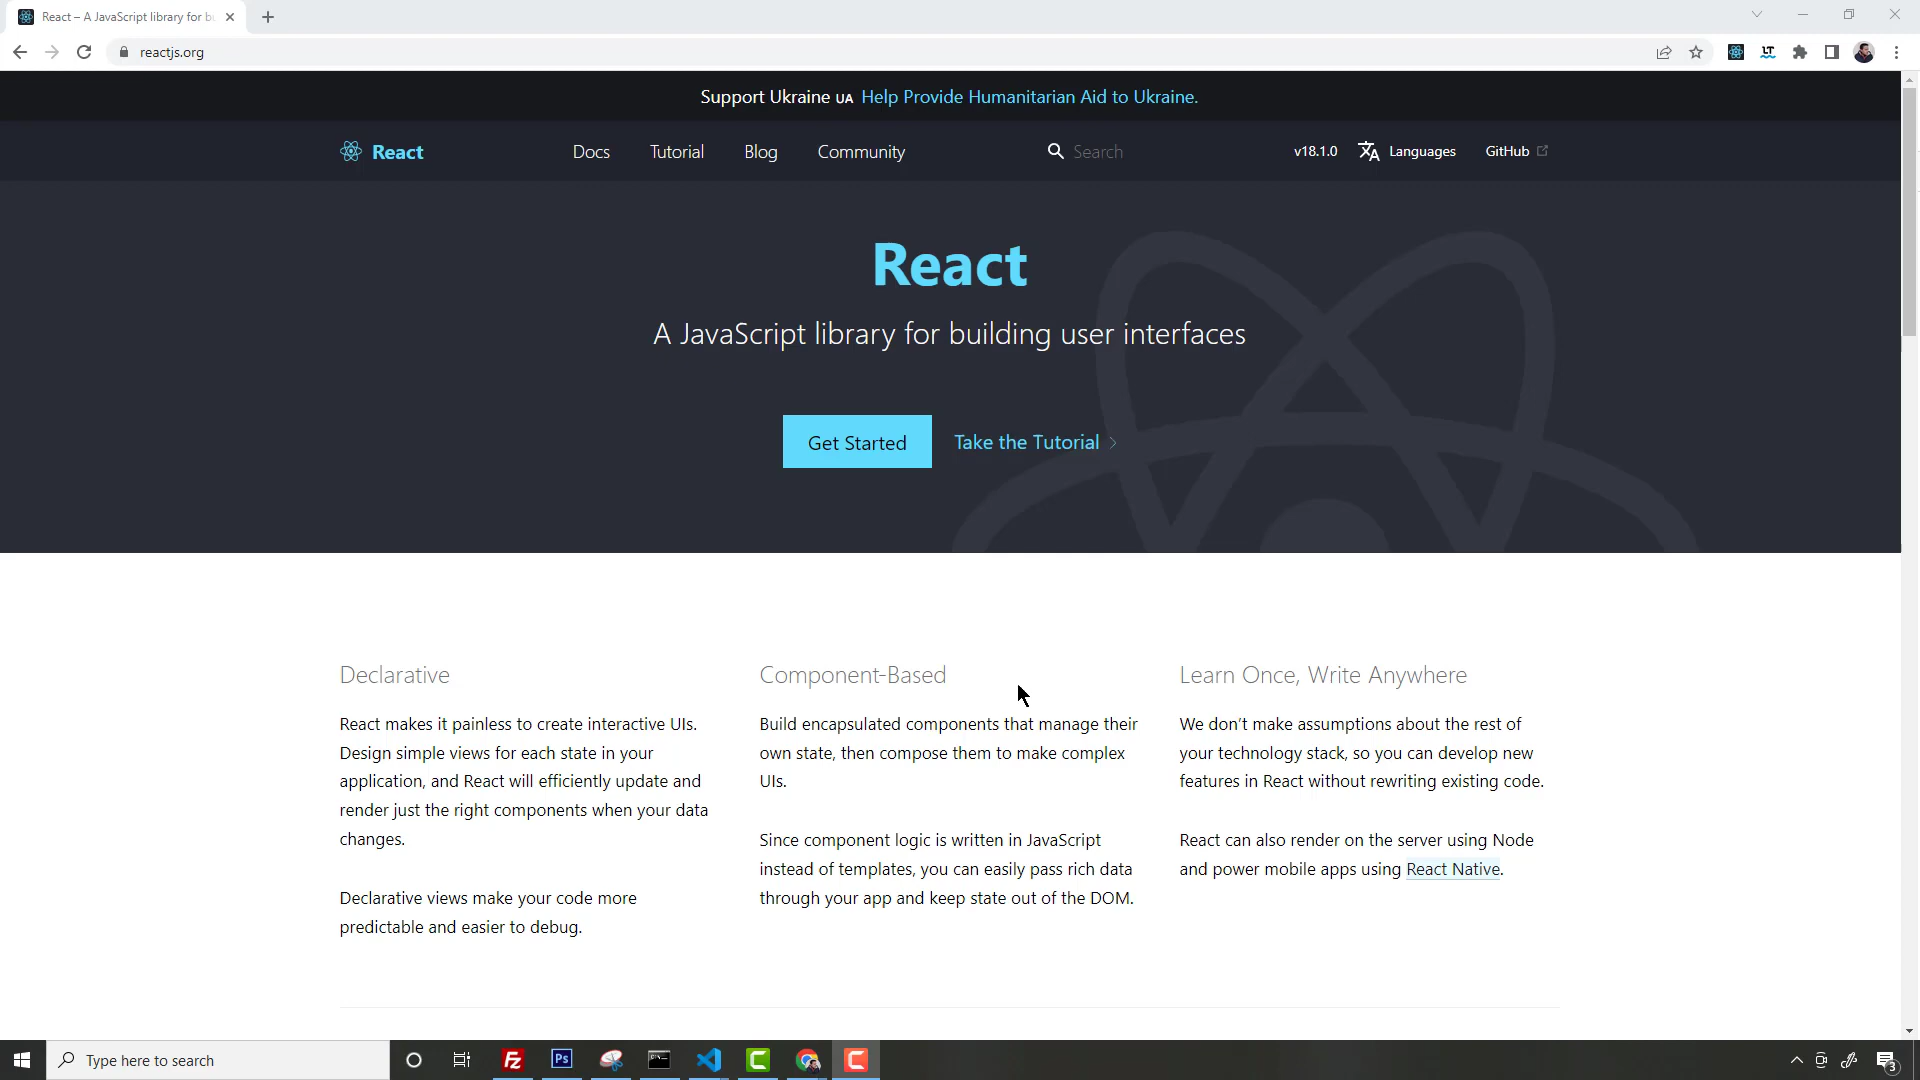 React – A JavaScript library for bu
reactjs.org
LT
Support Ukraine UA Help Provide Humanitarian Aid to Ukraine.
React
Docs
Tutorial
Blog
Community
Search
v18.1.0
Languages
GitHub
React
A JavaScript library for building user interfaces
Get Started
Take the Tutorial
Declarative
React makes it painless to create interactive UIs.
Design simple views for each state in your
application, and React will efficiently update and
render just the right components when your data
changes.
Declarative views make your code more
predictable and easier to debug.
Component-Based
Build encapsulated components that manage their
own state, then compose them to make complex
UIs.
Since component logic is written in JavaScript
instead of templates, you can easily pass rich data
through your app and keep state out of the DOM.
Learn Once, Write Anywhere
We don’t make assumptions about the rest of
your technology stack, so you can develop new
features in React without rewriting existing code.
React can also render on the server using Node
and power mobile apps using React Native.
Type here to search
Fz
Ps
C
C
3